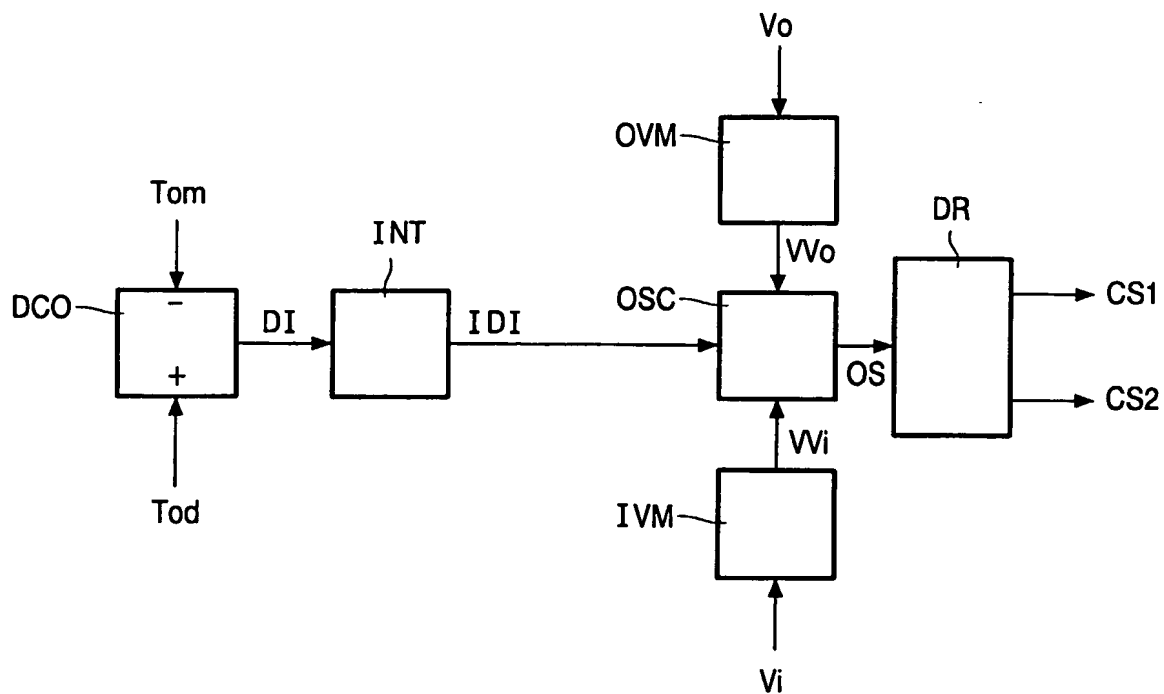 Vo
OVM
Tom
INT
VVo
DR
DCO
−
DI
IDI
OSC
OS
CS1
+
CS2
VVi
Tod
IVM
Vi